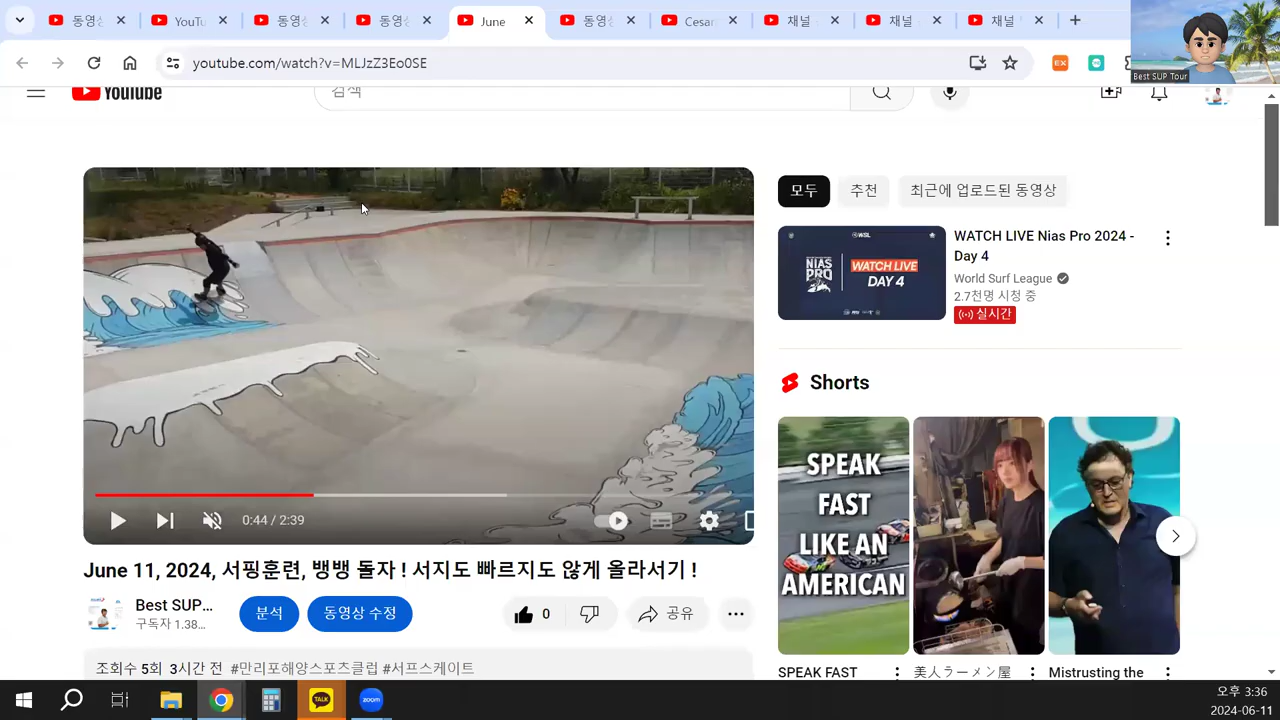 동영상
YouTu
동영상
동영상
June
동영상
Cesar
채널
채널
채널
youtube.com/watch?v=MLJzZ3Eo0SE
EX
Best SUP Tour
YouTube
검색
모두
추천
최근에 업로드된 동영상
WSL
NIAS
PRO
WATCH LIVE
DAY 4
WATCH LIVE Nias Pro 2024 -
Day 4
World Surf League
2.7천명 시청 중
실시간
Shorts
SPEAK
FAST
LIKE AN
AMERICAN
0:44 / 2:39
June 11, 2024, 서핑훈련, 뱅뱅 돌자 ! 서지도 빠르지도 않게 올라서기 !
Best SUP...
구독자 1.38...
분석
동영상 수정
0
공유
조회수 5회 3시간 전 #만리포해양스포츠클럽 #서프스케이트
SPEAK FAST
美人ラーメン屋
Mistrusting the
TALK
zoom
오후 3:36
2024-06-11